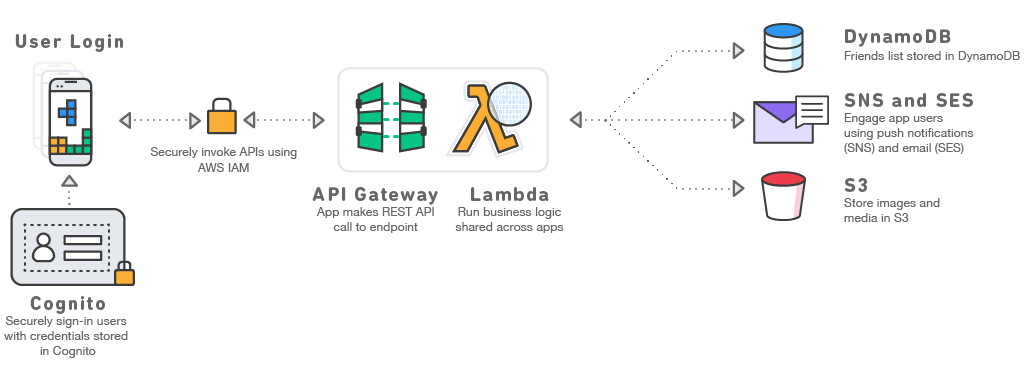 User Login
Securely invoke APIs using
AWS IAM
Cognito
Securely sign-in users
with credentials stored
in Cognito
API Gateway
App makes REST API
call to endpoint
Lambda
Run business logic
shared across apps
DynamoDB
Friends list stored in DynamoDB
SNS and SES
Engage app users
using push notifications
(SNS) and email (SES)
S3
Store images and
media in S3